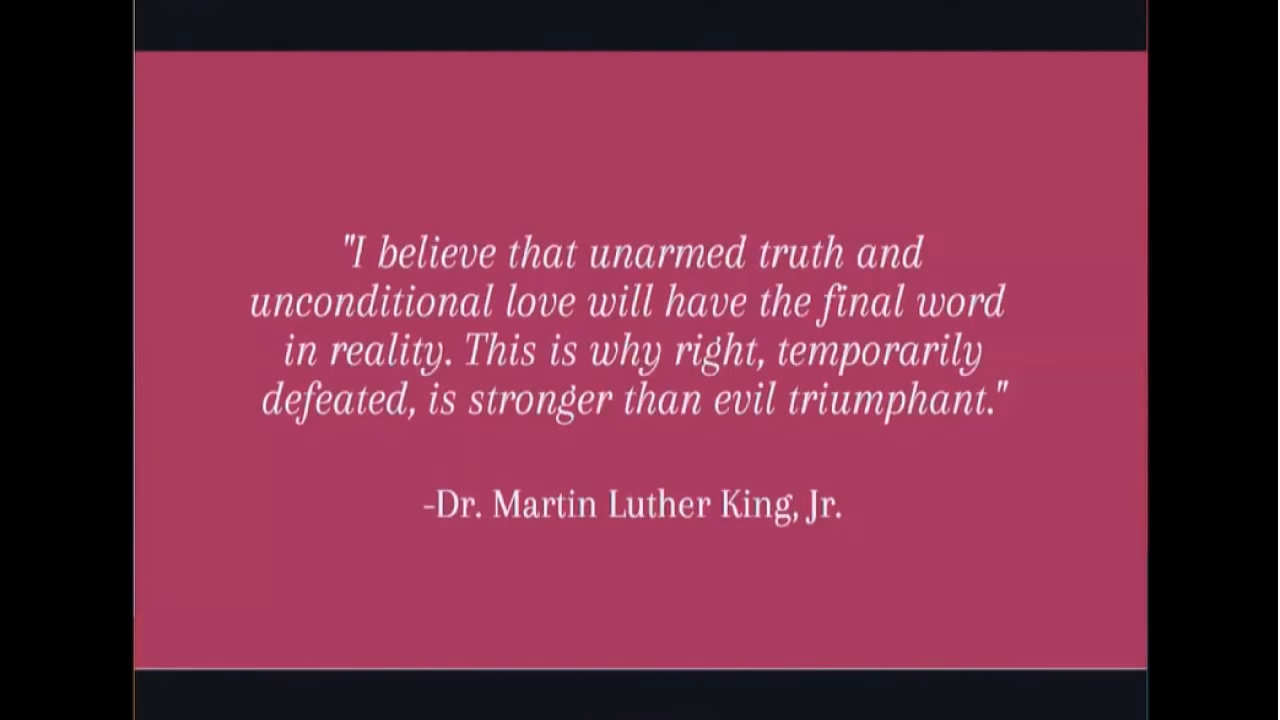 "I believe that unarmed truth and
unconditional love will have the final word
in reality. This is why right, temporarily
defeated, is stronger than evil triumphant."
-Dr. Martin Luther King, Jr.